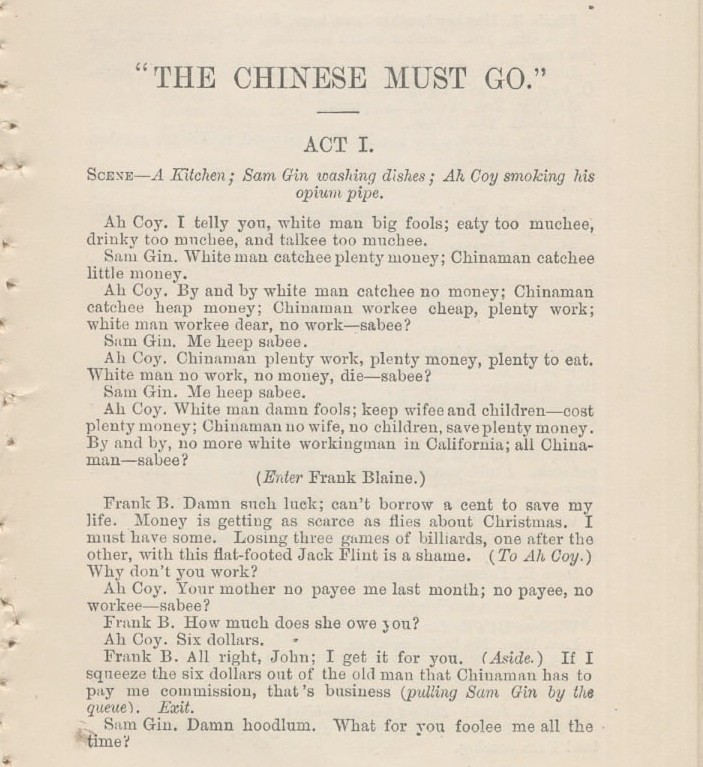 "THE CHINESE MUST GO."
ACT I.
SCENE—A Kitchen; Sam Gin washing dishes; Ah Coy smoking his
opium pipe.
Ah Coy. I telly you, white man big fools; eaty too muchee,
drinky too muchee, and talkee too muchee.
Sam Gin. White man catchee plenty money; Chinaman catchee
little money.
Ah Coy. By and by white man catchee no money; Chinaman
catchee heap money; Chinaman workee cheap, plenty work;
white man workee dear, no work—sabee?
Sam Gin. Me heep sabee.
Ah Coy. Chinaman plenty work, plenty money, plenty to eat.
White man no work, no money, die—sabee?
Sam Gin. Me heep sabee.
Ah Coy. White man damn fools; keep wifee and children—cost
plenty money; Chinaman no wife, no children, save plenty money.
By and by, no more white workingman in California; all China-
man—sabee?
(Enter Frank Blaine.)
Frank B. Damn such luck; can't borrow a cent to save my
life. Money is getting as scarce as flies about Christmas. I
must have some. Losing three games of billiards, one after the
other, with this flat-footed Jack Flint is a shame. (To Ah Coy.)
Why don't you work?
Ah Coy. Your mother no payee me last month; no payee, no
workee—sabee?
Frank B. How much does she owe you?
Ah Coy. Six dollars.
Frank B. All right, John; I get it for you. (Aside.) If I
squeeze the six dollars out of the old man that Chinaman has to
pay me commission, that's business (pulling Sam Gin by the
queue). Exit.
Sam Gin. Damn hoodlum. What for you foolee me all the
time?